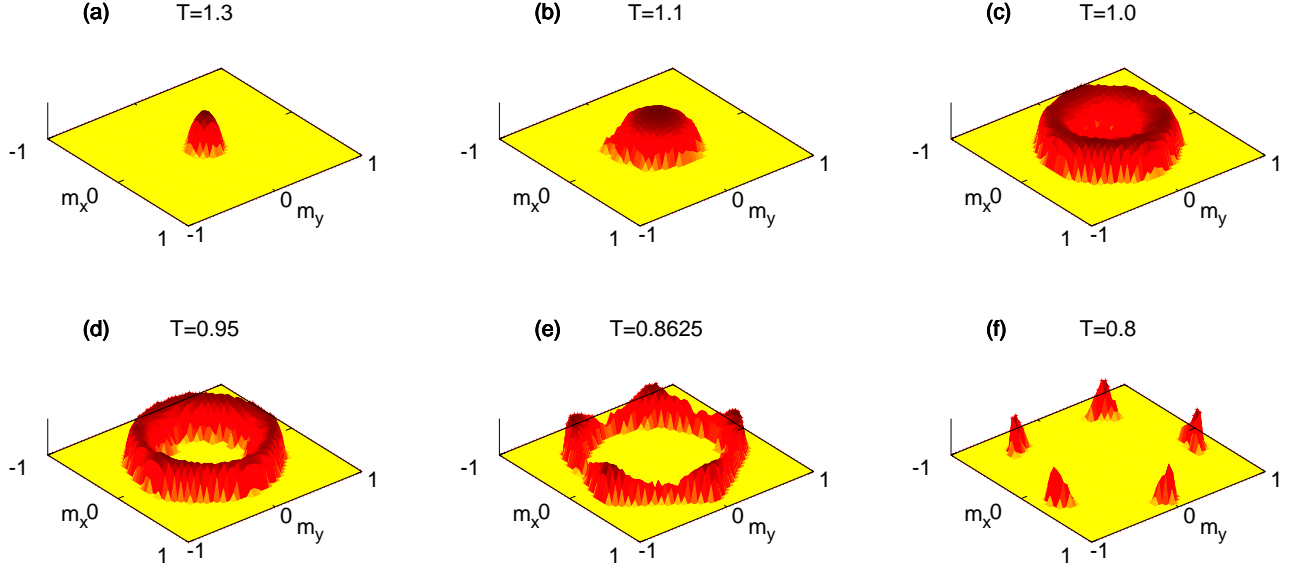 (a) T=1.3
-1
1
m_x 0
0
m_y
1 -1
(b) T=1.1
-1
1
m_x 0
0
m_y
1 -1
(c) T=1.0
-1
1
m_x 0
0
m_y
1 -1
(d) T=0.95
-1
1
m_x 0
0
m_y
1 -1
(e) T=0.8625
-1
1
m_x 0
0
m_y
1 -1
(f) T=0.8
-1
1
m_x 0
0
m_y
1 -1